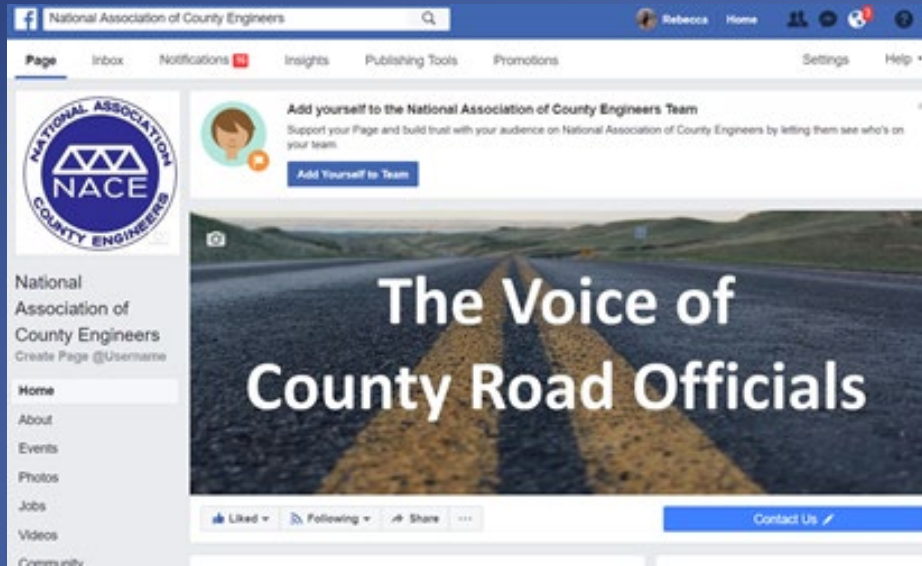 National Association of County Engineers
Rebecca Home
Page Inbox Notifications Insights Publishing Tools Promotions Settings Help
NATIONAL ASSOCIATION
NACE
COUNTY ENGINEERS
Add yourself to the National Association of County Engineers Team
Support your Page and build trust with your audience on National Association of County Engineers by letting them see who's on
your team.
Add Yourself to Team
The Voice of
County Road Officials
National
Association of
County Engineers
Create Page @Username
Home
About
Events
Photos
Jobs
Videos
Community
Liked Following Share
Contact Us